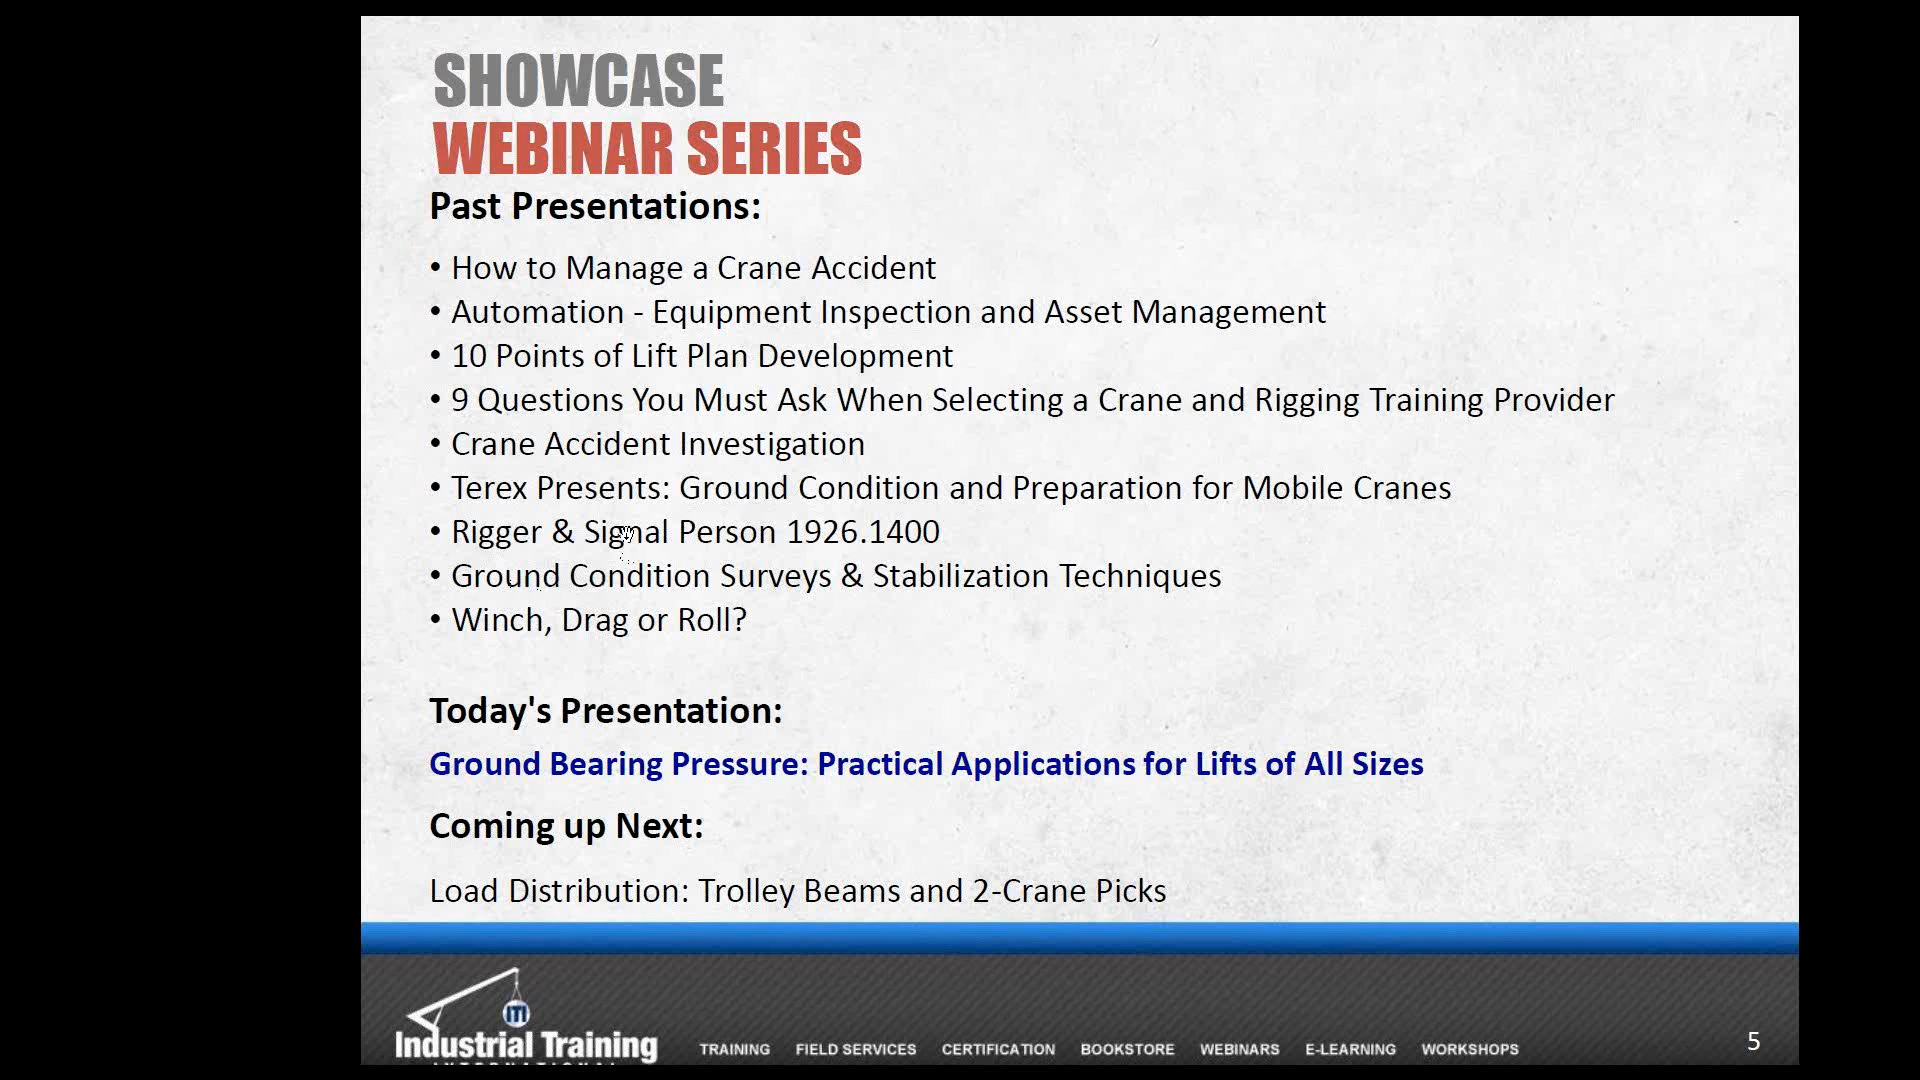 SHOWCASE
WEBINAR SERIES
Past Presentations:
• How to Manage a Crane Accident
• Automation - Equipment Inspection and Asset Management
• 10 Points of Lift Plan Development
• 9 Questions You Must Ask When Selecting a Crane and Rigging Training Provider
• Crane Accident Investigation
• Terex Presents: Ground Condition and Preparation for Mobile Cranes
• Rigger & Signal Person 1926.1400
• Ground Condition Surveys & Stabilization Techniques
• Winch, Drag or Roll?
Today's Presentation:
Ground Bearing Pressure: Practical Applications for Lifts of All Sizes
Coming up Next:
Load Distribution: Trolley Beams and 2-Crane Picks
ITI
Industrial Training
INTERNATIONAL
TRAINING FIELD SERVICES CERTIFICATION BOOKSTORE WEBINARS E-LEARNING WORKSHOPS
5